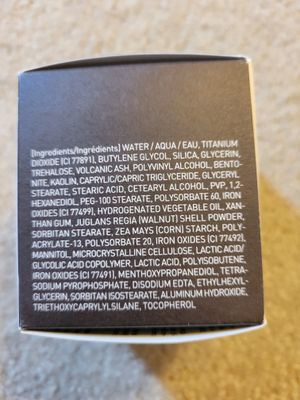 [Ingredients/Ingrédients] WATER / AQUA / EAU, TITANIUM
DIOXIDE (CI 77891), BUTYLENE GLYCOL, SILICA, GLYCERIN,
TREHALOSE, VOLCANIC ASH, POLYVINYL ALCOHOL, BENTO-
NITE, KAOLIN, CAPRYLIC/CAPRIC TRIGLYCERIDE, GLYCERYL
STEARATE, STEARIC ACID, CETEARYL ALCOHOL, PVP, 1,2-
HEXANEDIOL, PEG-100 STEARATE, POLYSORBATE 60, IRON
OXIDES (CI 77499), HYDROGENATED VEGETABLE OIL, XAN-
THAN GUM, JUGLANS REGIA (WALNUT) SHELL POWDER,
SORBITAN STEARATE, ZEA MAYS (CORN) STARCH, POLY-
ACRYLATE-13, POLYSORBATE 20, IRON OXIDES (CI 77492),
MANNITOL, MICROCRYSTALLINE CELLULOSE, LACTIC ACID/
GLYCOLIC ACID COPOLYMER, LACTIC ACID, POLYISOBUTENE,
IRON OXIDES (CI 77491), MENTHOXYPROPANEDIOL, TETRA-
SODIUM PYROPHOSPHATE, DISODIUM EDTA, ETHYLHEXYL-
GLYCERIN, SORBITAN ISOSTEARATE, ALUMINUM HYDROXIDE,
TRIETHOXYCAPRYLYLSILANE, TOCOPHEROL